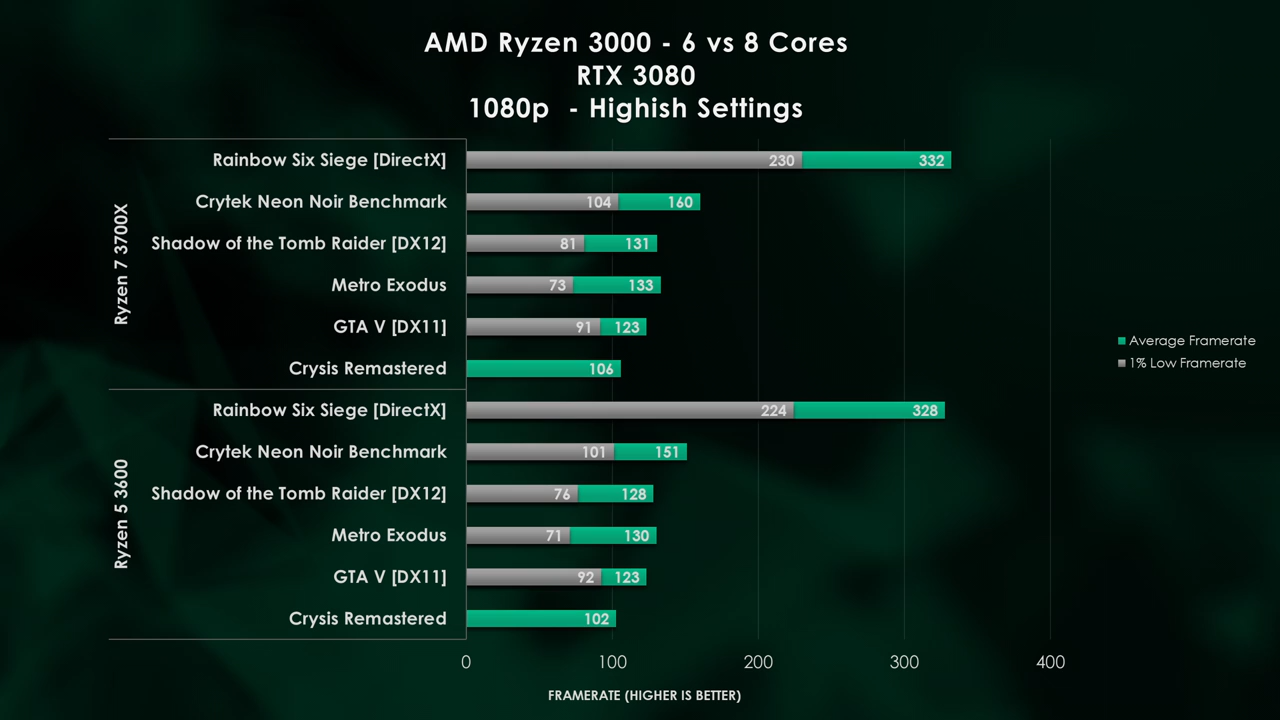 AMD Ryzen 3000 - 6 vs 8 Cores
RTX 3080
1080p - Highish Settings
Ryzen 7 3700X
Rainbow Six Siege [DirectX] 230 332
Crytek Neon Noir Benchmark 104 160
Shadow of the Tomb Raider [DX12] 81 131
Metro Exodus 73 133
GTA V [DX11] 91 123
Crysis Remastered 106
Ryzen 5 3600
Rainbow Six Siege [DirectX] 224 328
Crytek Neon Noir Benchmark 101 151
Shadow of the Tomb Raider [DX12] 76 128
Metro Exodus 71 130
GTA V [DX11] 92 123
Crysis Remastered 102
0 100 200 300 400
FRAMERATE (HIGHER IS BETTER)
Average Framerate
1% Low Framerate